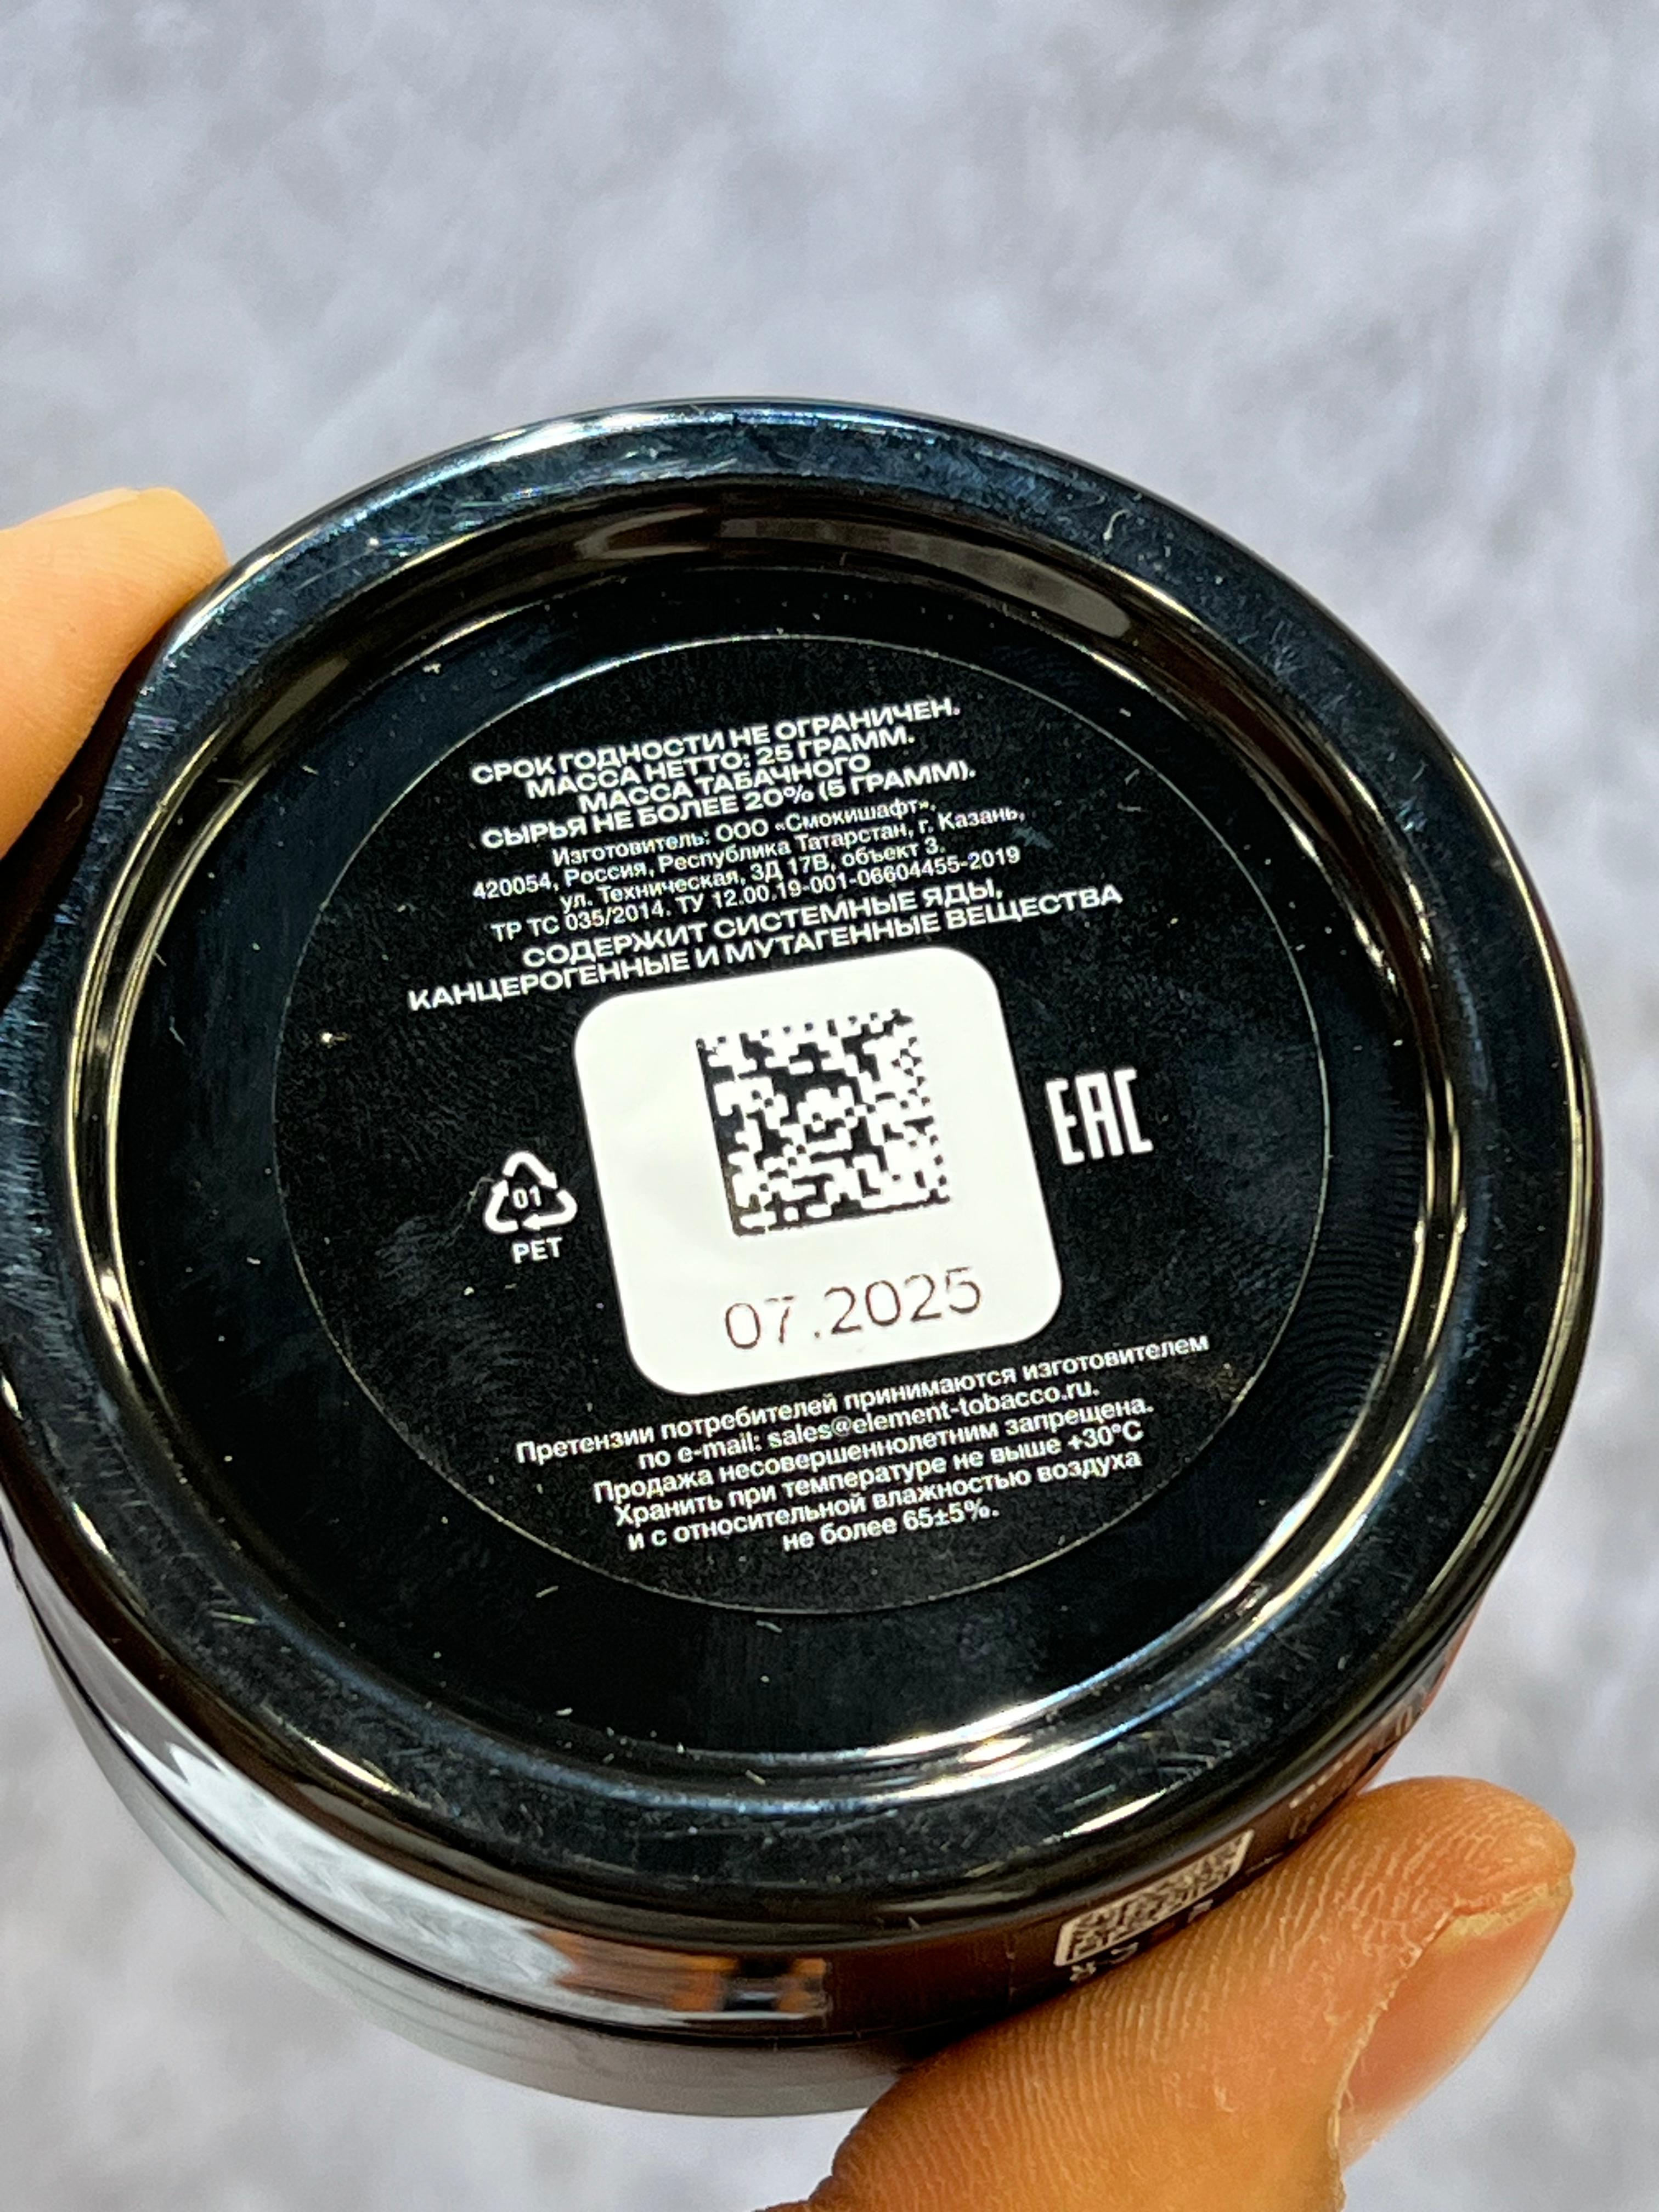 СРОК ГОДНОСТИ НЕ ОГРАНИЧЕН.
МАССА НЕТТО: 25 ГРАММ.
МАССА ТАБАЧНОГО
СЫРЬЯ НЕ БОЛЕЕ 20% (5 ГРАММ).
Изготовитель: ООО «Смокишафт»,
420054, Россия, Республика Татарстан, г. Казань,
ул. Техническая, ЗД 17В, объект 3.
ТР ТС 035/2014. ТУ 12.00.19-001-06604455-2019
СОДЕРЖИТ СИСТЕМНЫЕ ЯДЫ,
КАНЦЕРОГЕННЫЕ И МУТАГЕННЫЕ ВЕЩЕСТВА
EAC
01
PET
07.2025
Претензии потребителей принимаются изготовителем
по e-mail: sales@element-tobacco.ru.
Продажа несовершеннолетним запрещена.
Хранить при температуре не выше +30°C
и с относительной влажностью воздуха
не более 65±5%.